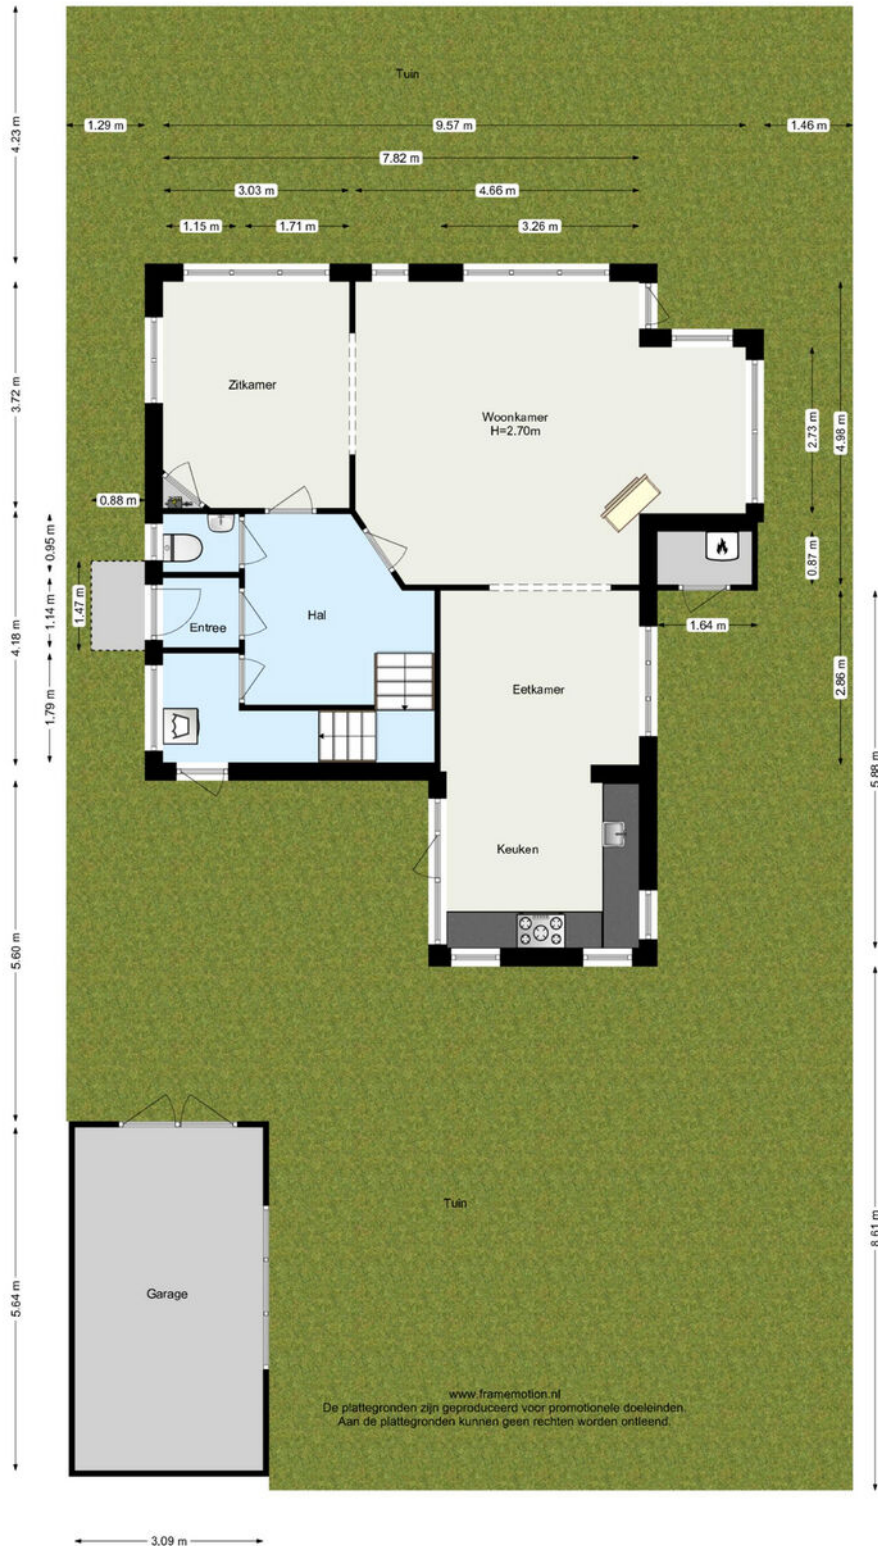 Tuin
4.23 m
1.29 m
9.57 m
1.46 m
7.82 m
3.03 m
4.66 m
1.15 m
1.71 m
3.26 m
3.72 m
Zitkamer
Woonkamer
H=2.70m
2.73 m
4.98 m
0.88 m
0.95 m
0.87 m
4.18 m
1.47 m
1.14 m
Entree
Hal
1.64 m
1.79 m
Eetkamer
2.86 m
5.88 m
Keuken
5.60 m
Tuin
8.61 m
5.64 m
Garage
www.framemotion.nl
De plattegronden zijn geproduceerd voor promotionele doeleinden.
Aan de plattegronden kunnen geen rechten worden ontleend.
3.09 m